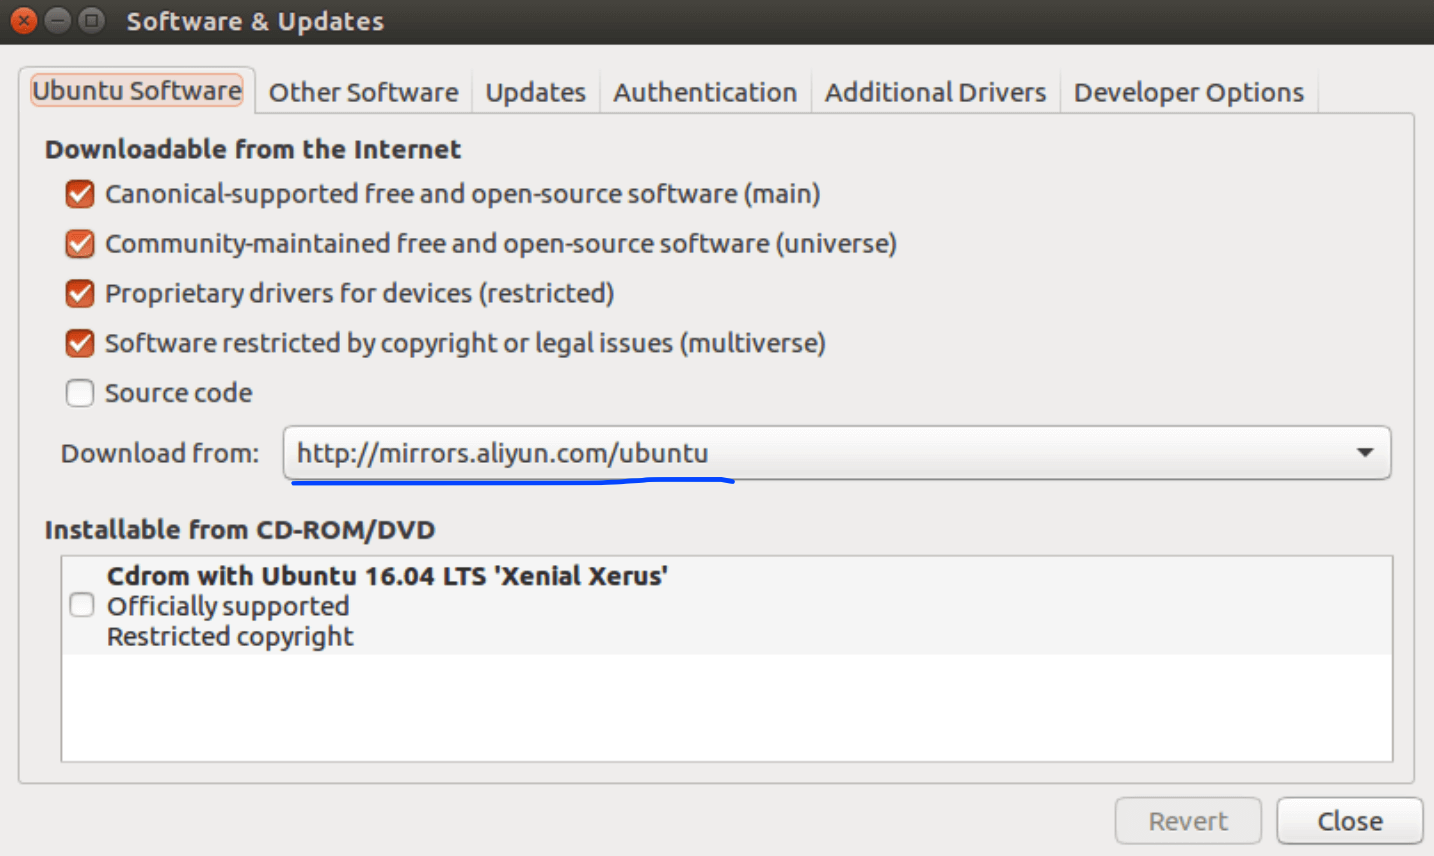 Software & Updates
Ubuntu Software Other Software Updates Authentication Additional Drivers Developer Options
Downloadable from the Internet
Canonical-supported free and open-source software (main)
Community-maintained free and open-source software (universe)
Proprietary drivers for devices (restricted)
Software restricted by copyright or legal issues (multiverse)
Source code
Download from: http://mirrors.aliyun.com/ubuntu
Installable from CD-ROM/DVD
Cdrom with Ubuntu 16.04 LTS 'Xenial Xerus'
Officially supported
Restricted copyright
Revert Close